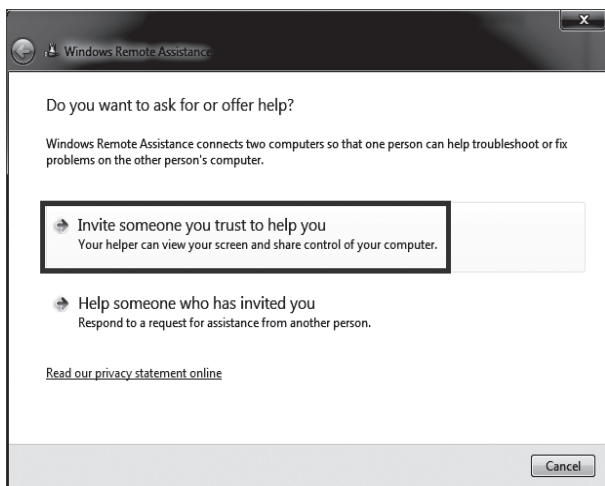 X
Windows Remote Assistance
Do you want to ask for or offer help?
Windows Remote Assistance connects two computers so that one person can help troubleshoot or fix
problems on the other person's computer.
Invite someone you trust to help you
Your helper can view your screen and share control of your computer.
Help someone who has invited you
Respond to a request for assistance from another person.
Read our privacy statement online
Cancel